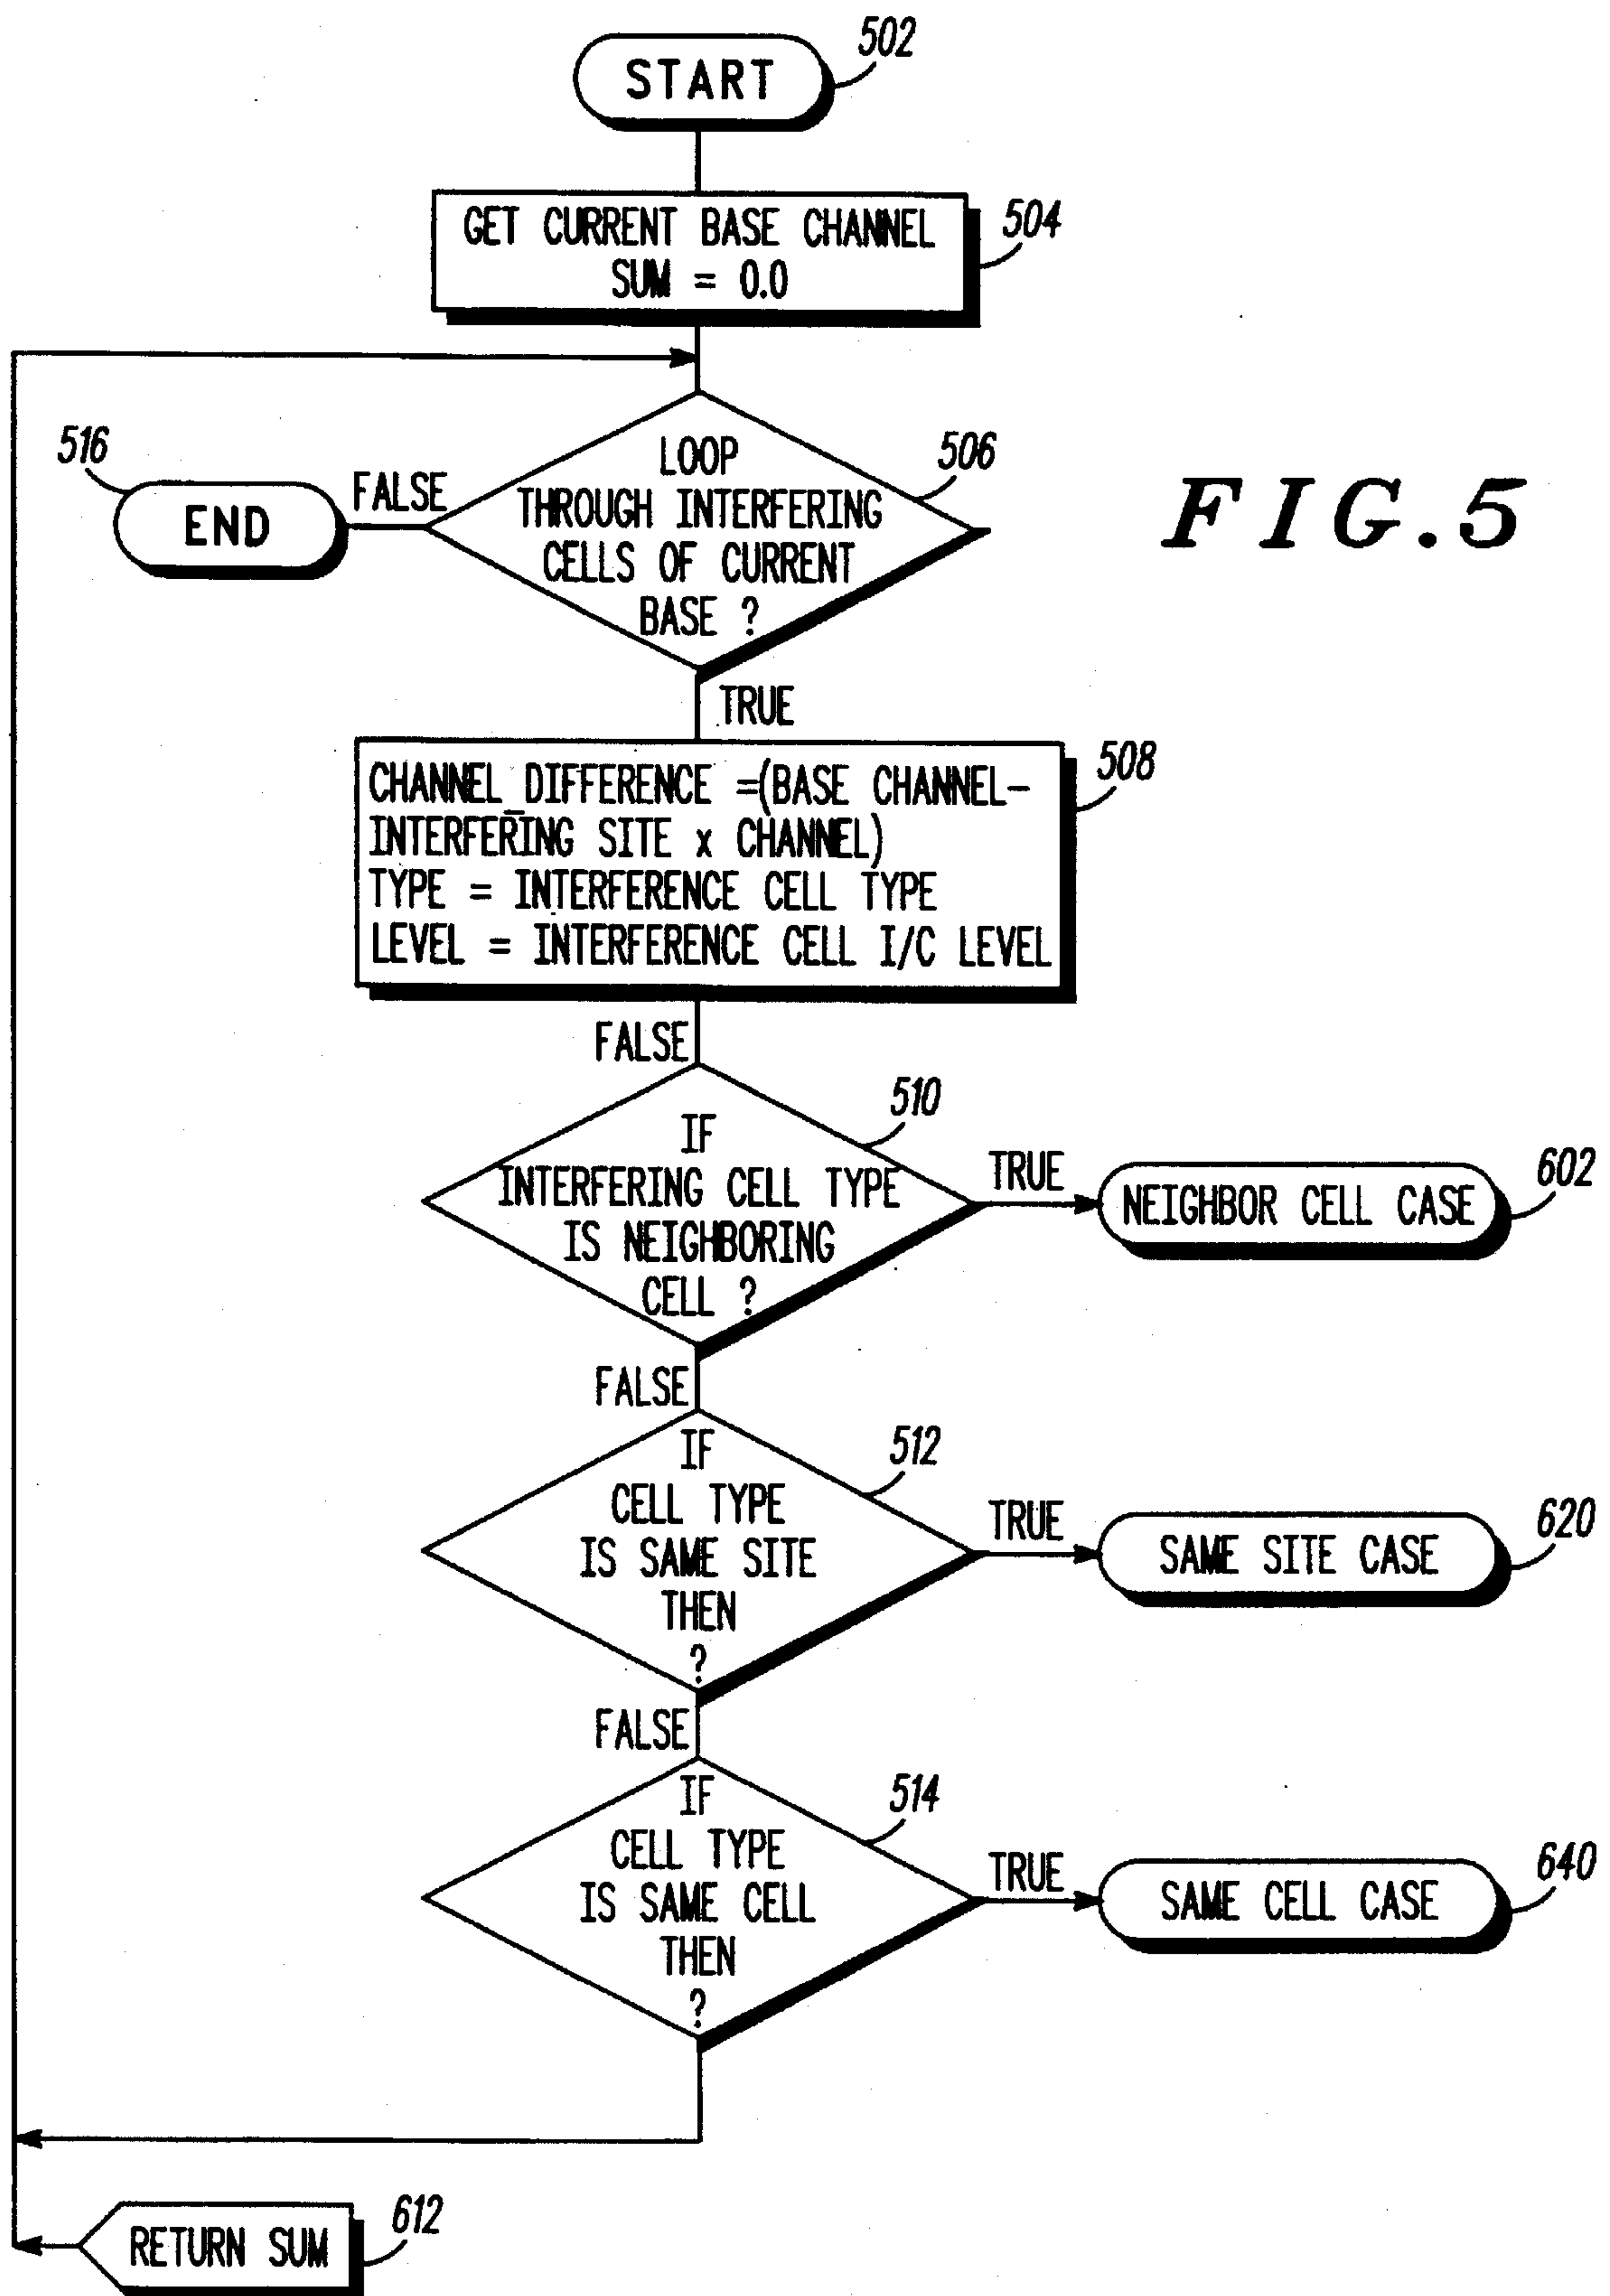 START
502
GET CURRENT BASE CHANNEL
SUM = 0.0
504
516
END
FALSE
LOOP
THROUGH INTERFERING
CELLS OF CURRENT
BASE ?
506
FIG.5
TRUE
CHANNEL_DIFFERENCE =(BASE CHANNEL-
INTERFERING SITE x CHANNEL)
TYPE = INTERFERENCE CELL TYPE
LEVEL = INTERFERENCE CELL I/C LEVEL
508
FALSE
IF
INTERFERING CELL TYPE
IS NEIGHBORING
CELL ?
510
TRUE
NEIGHBOR CELL CASE
602
FALSE
IF
CELL TYPE
IS SAME SITE
THEN
?
512
TRUE
SAME SITE CASE
620
FALSE
IF
CELL TYPE
IS SAME CELL
THEN
?
514
TRUE
SAME CELL CASE
640
RETURN SUM
612